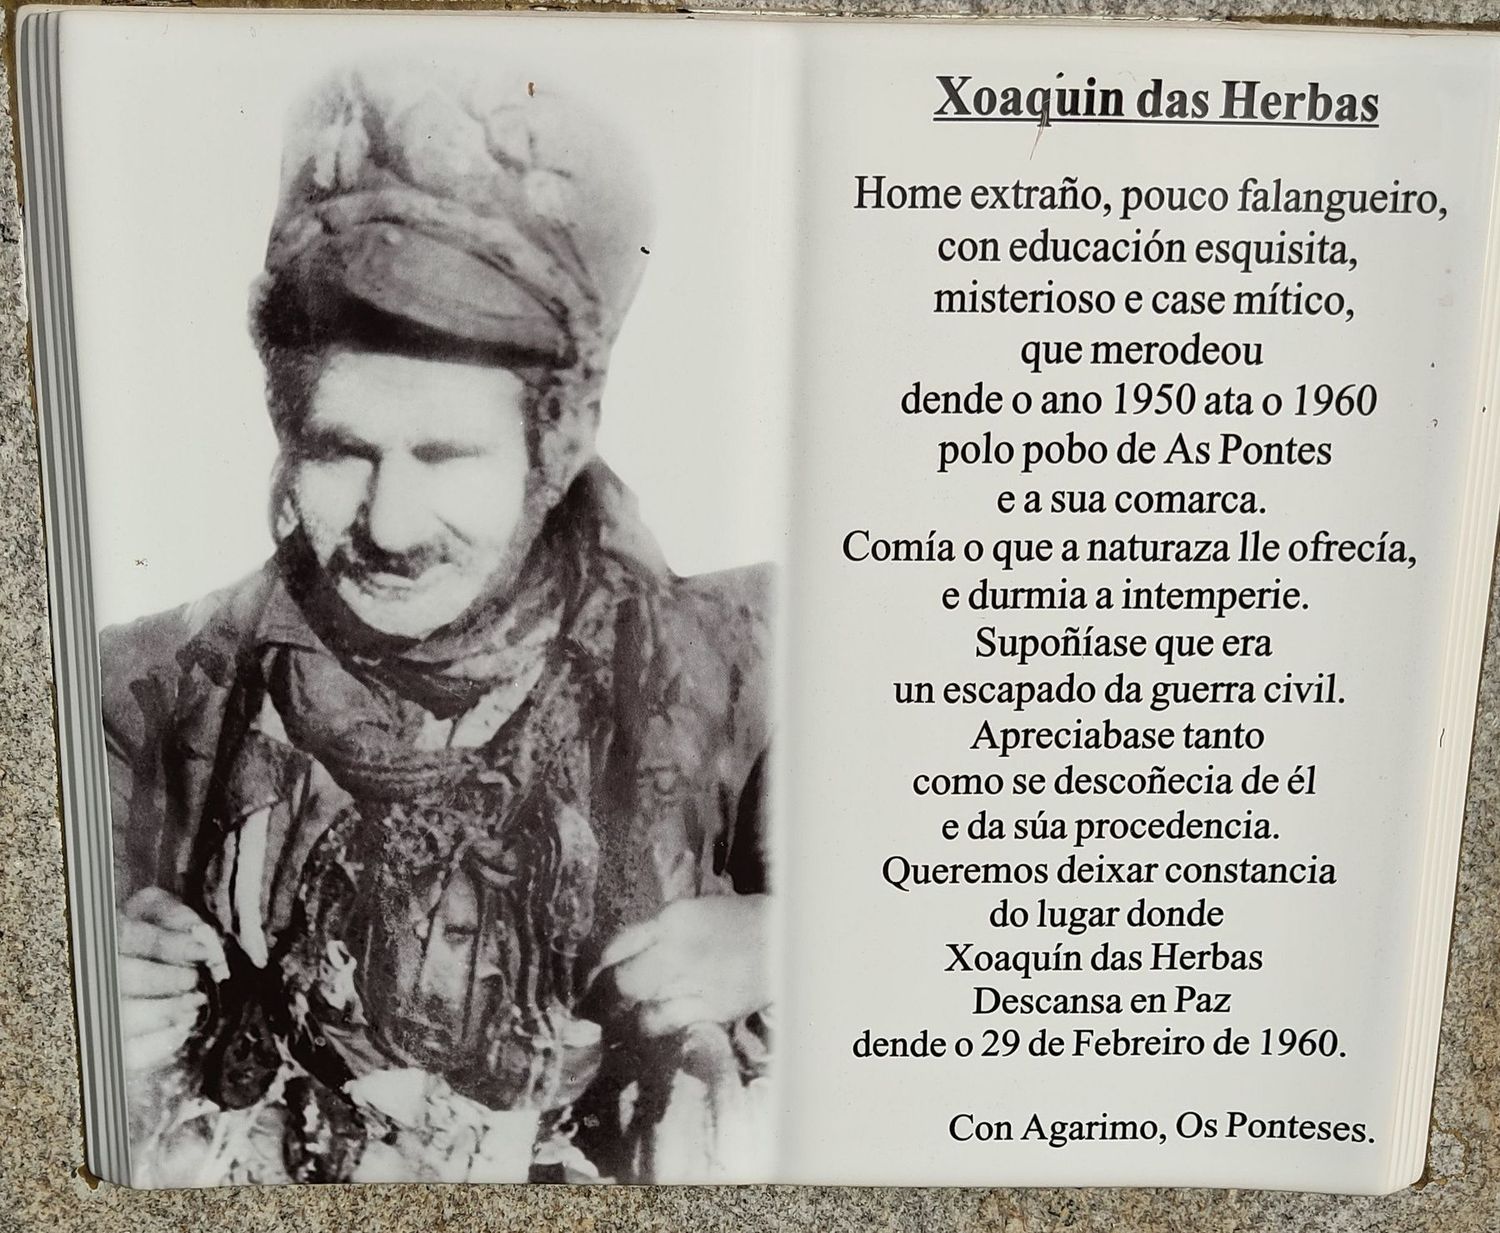 Xoaquin das Herbas
Home extraño, pouco falangueiro,
con educación esquisita,
misterioso e case mítico,
que merodeou
dende o ano 1950 ata o 1960
polo pobo de As Pontes
e a sua comarca.
Comía o que a naturaza lle ofrecía,
e durmia a intemperie.
Supoñíase que era
un escapado da guerra civil.
Apreciabase tanto
como se descoñecia de él
e da súa procedencia.
Queremos deixar constancia
do lugar donde
Xoaquín das Herbas
Descansa en Paz
dende o 29 de Febreiro de 1960.
Con Agarimo, Os Ponteses.